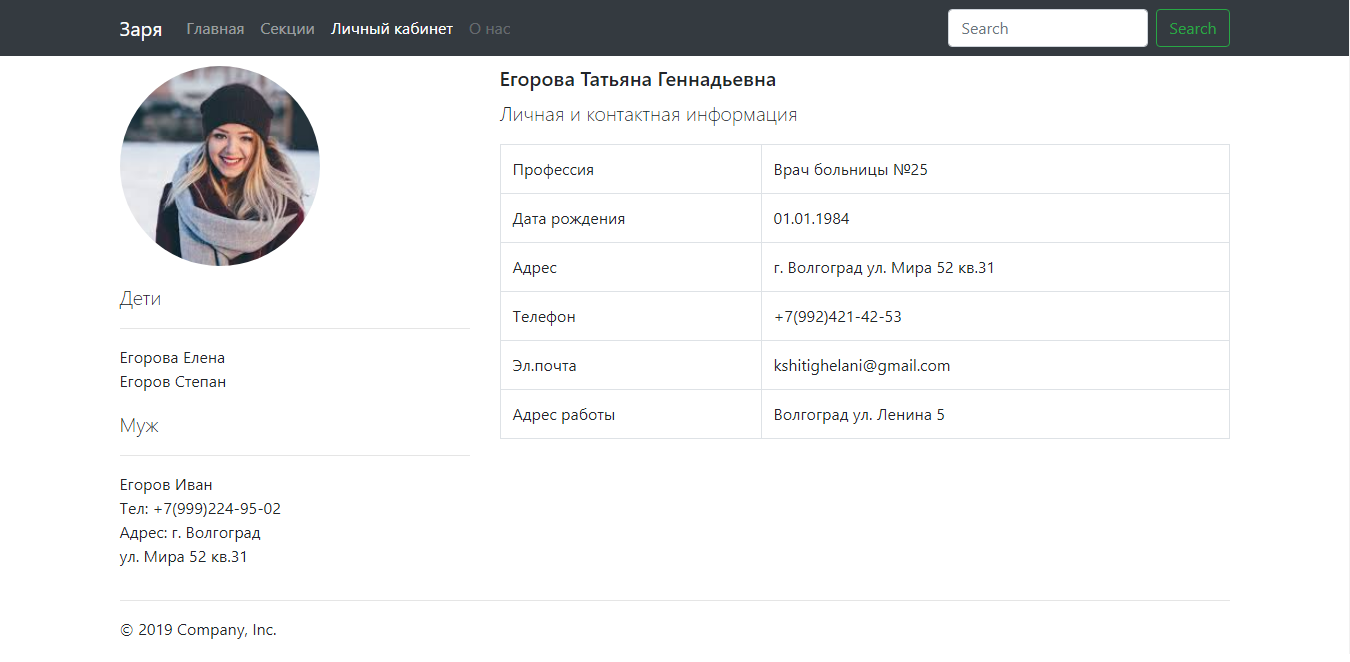 Заря Главная Секции Личный кабинет О нас Search Search
Егорова Татьяна Геннадьевна
Личная и контактная информация
Профессия Врач больницы №25
Дата рождения 01.01.1984
Адрес г. Волгоград ул. Мира 52 кв.31
Телефон +7(992)421-42-53
Эл.почта kshitighelani@gmail.com
Адрес работы Волгоград ул. Ленина 5
Дети
Егорова Елена
Егоров Степан
Муж
Егоров Иван
Тел: +7(999)224-95-02
Адрес: г. Волгоград
ул. Мира 52 кв.31
© 2019 Company, Inc.